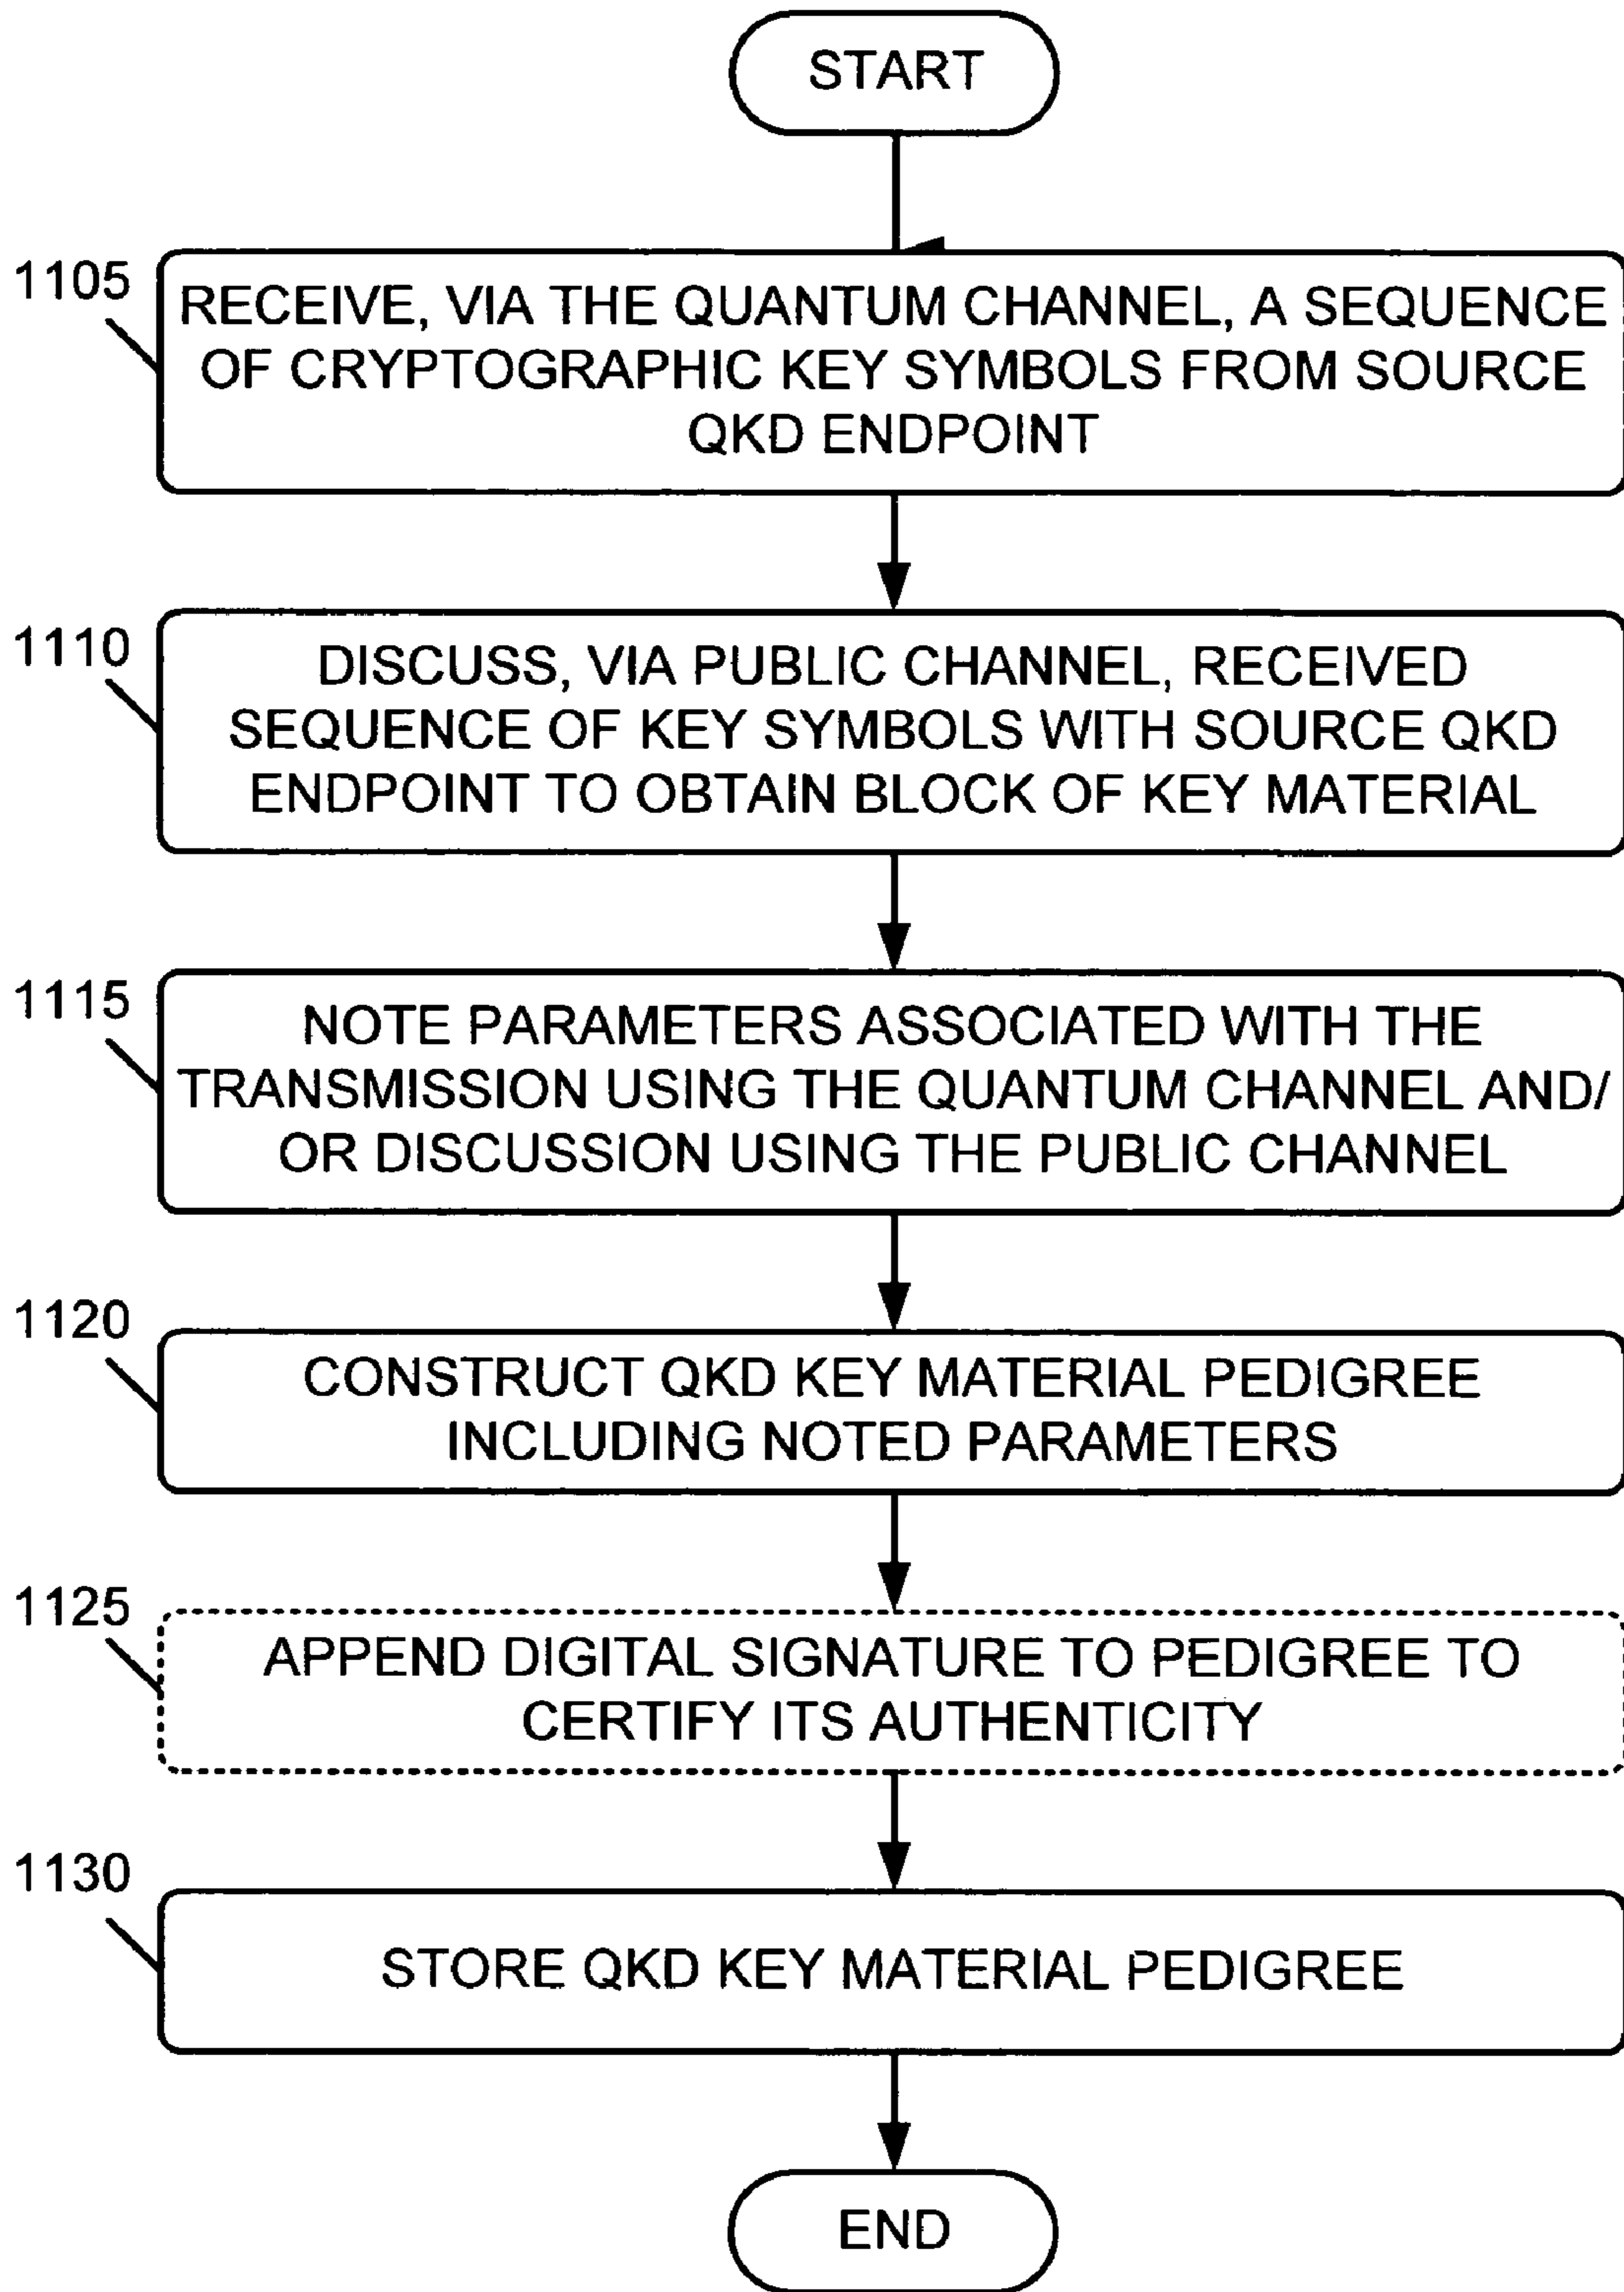 START
1105
RECEIVE, VIA THE QUANTUM CHANNEL, A SEQUENCE
OF CRYPTOGRAPHIC KEY SYMBOLS FROM SOURCE
QKD ENDPOINT
1110
DISCUSS, VIA PUBLIC CHANNEL, RECEIVED
SEQUENCE OF KEY SYMBOLS WITH SOURCE QKD
ENDPOINT TO OBTAIN BLOCK OF KEY MATERIAL
1115
NOTE PARAMETERS ASSOCIATED WITH THE
TRANSMISSION USING THE QUANTUM CHANNEL AND/
OR DISCUSSION USING THE PUBLIC CHANNEL
1120
CONSTRUCT QKD KEY MATERIAL PEDIGREE
INCLUDING NOTED PARAMETERS
1125
APPEND DIGITAL SIGNATURE TO PEDIGREE TO
CERTIFY ITS AUTHENTICITY
1130
STORE QKD KEY MATERIAL PEDIGREE
END